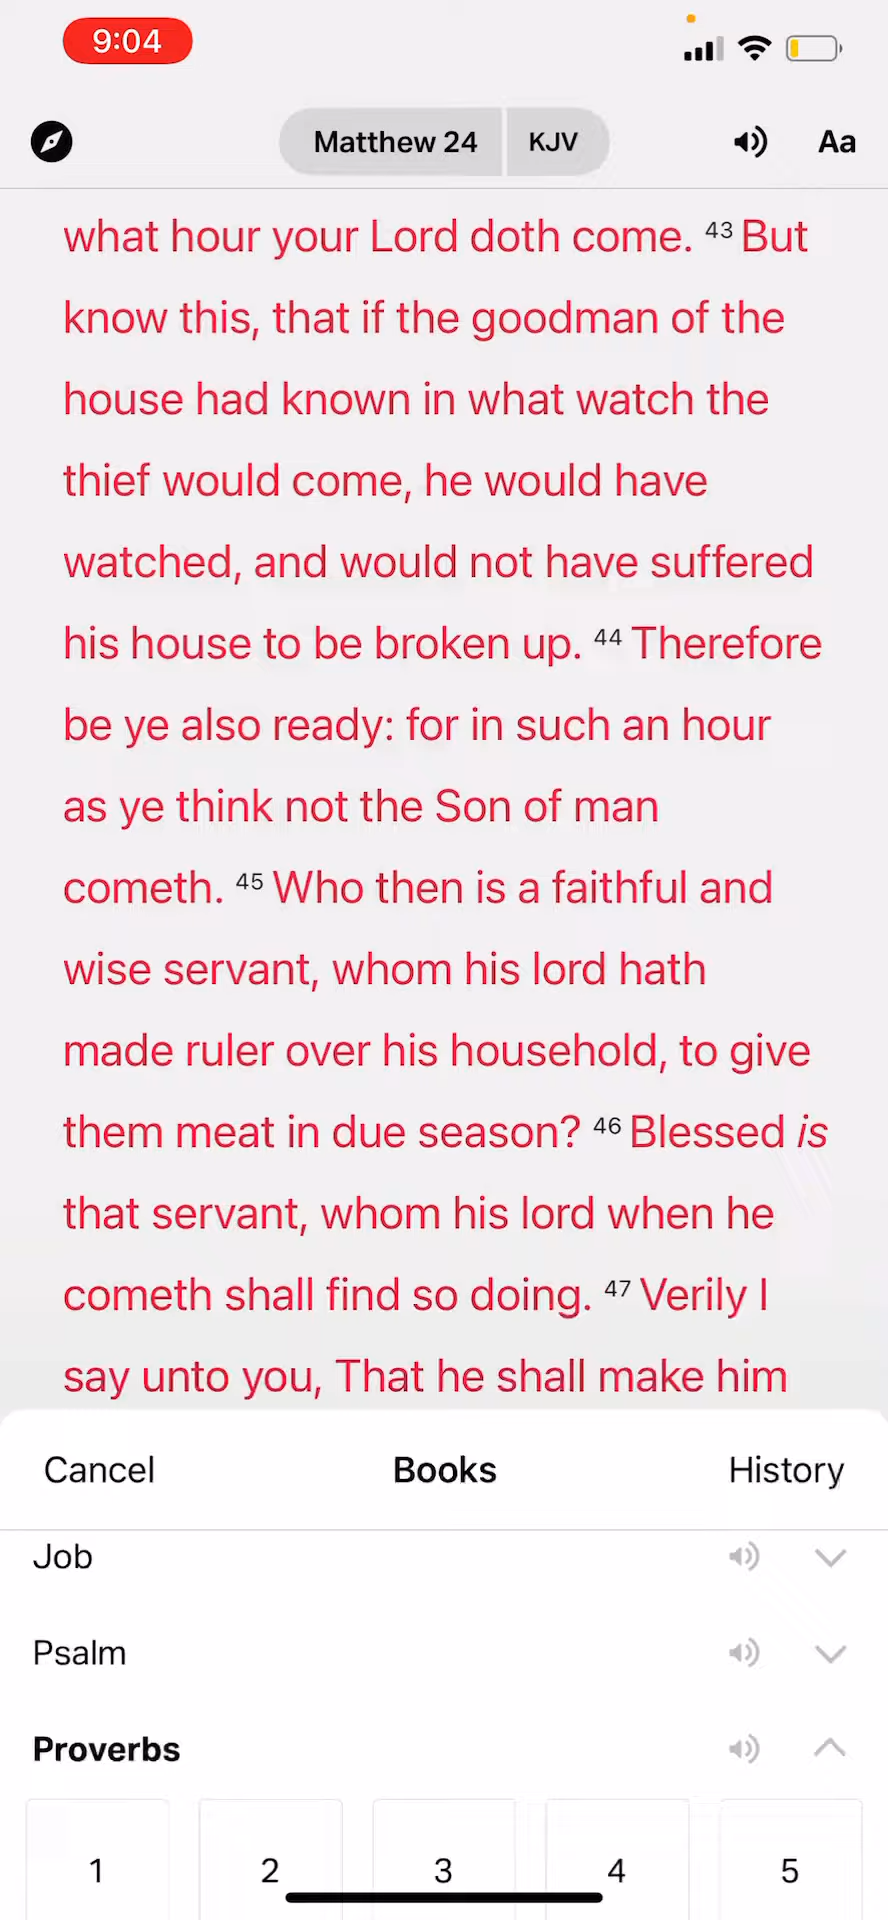 9:04
Matthew 24 KJV Aa
what hour your Lord doth come. 43 But
know this, that if the goodman of the
house had known in what watch the
thief would come, he would have
watched, and would not have suffered
his house to be broken up. 44 Therefore
be ye also ready: for in such an hour
as ye think not the Son of man
cometh. 45 Who then is a faithful and
wise servant, whom his lord hath
made ruler over his household, to give
them meat in due season? 46 Blessed is
that servant, whom his lord when he
cometh shall find so doing. 47 Verily I
say unto you, That he shall make him
Cancel Books History
Job
Psalm
Proverbs
1 2 3 4 5